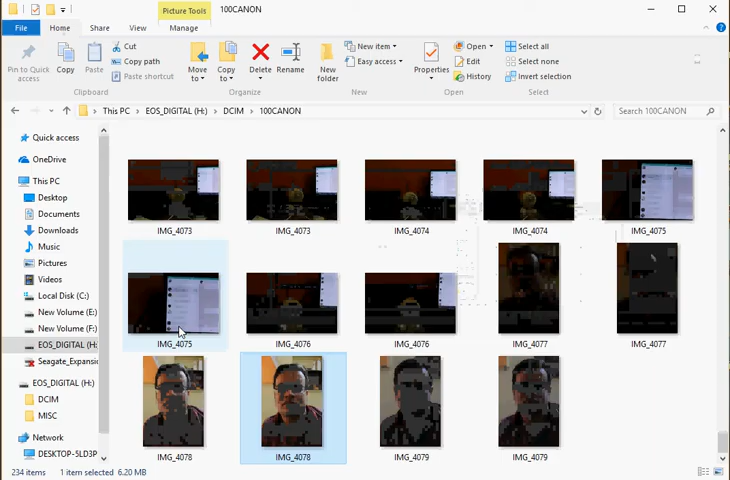 Picture Tools
100CANON
File
Home
Share
View
Manage
Pin to Quick access
Copy
Paste
Cut
Copy path
Paste shortcut
Clipboard
Move to
Copy to
Delete
Rename
Organize
New folder
New item
Easy access
New
Properties
Open
Edit
History
Open
Select all
Select none
Invert selection
Select
This PC
EOS_DIGITAL (H:)
DCIM
100CANON
Search 100CANON
Quick access
OneDrive
This PC
Desktop
Documents
Downloads
Music
Pictures
Videos
Local Disk (C:)
New Volume (E:)
New Volume (F:)
EOS_DIGITAL (H:
Seagate_Expansio
EOS_DIGITAL (H:)
DCIM
MISC
Network
DESKTOP-5LD3P
IMG_4073
IMG_4073
IMG_4074
IMG_4074
IMG_4075
IMG_4075
IMG_4076
IMG_4076
IMG_4077
IMG_4077
IMG_4078
IMG_4078
IMG_4079
IMG_4079
234 items
1 item selected 6.20 MB